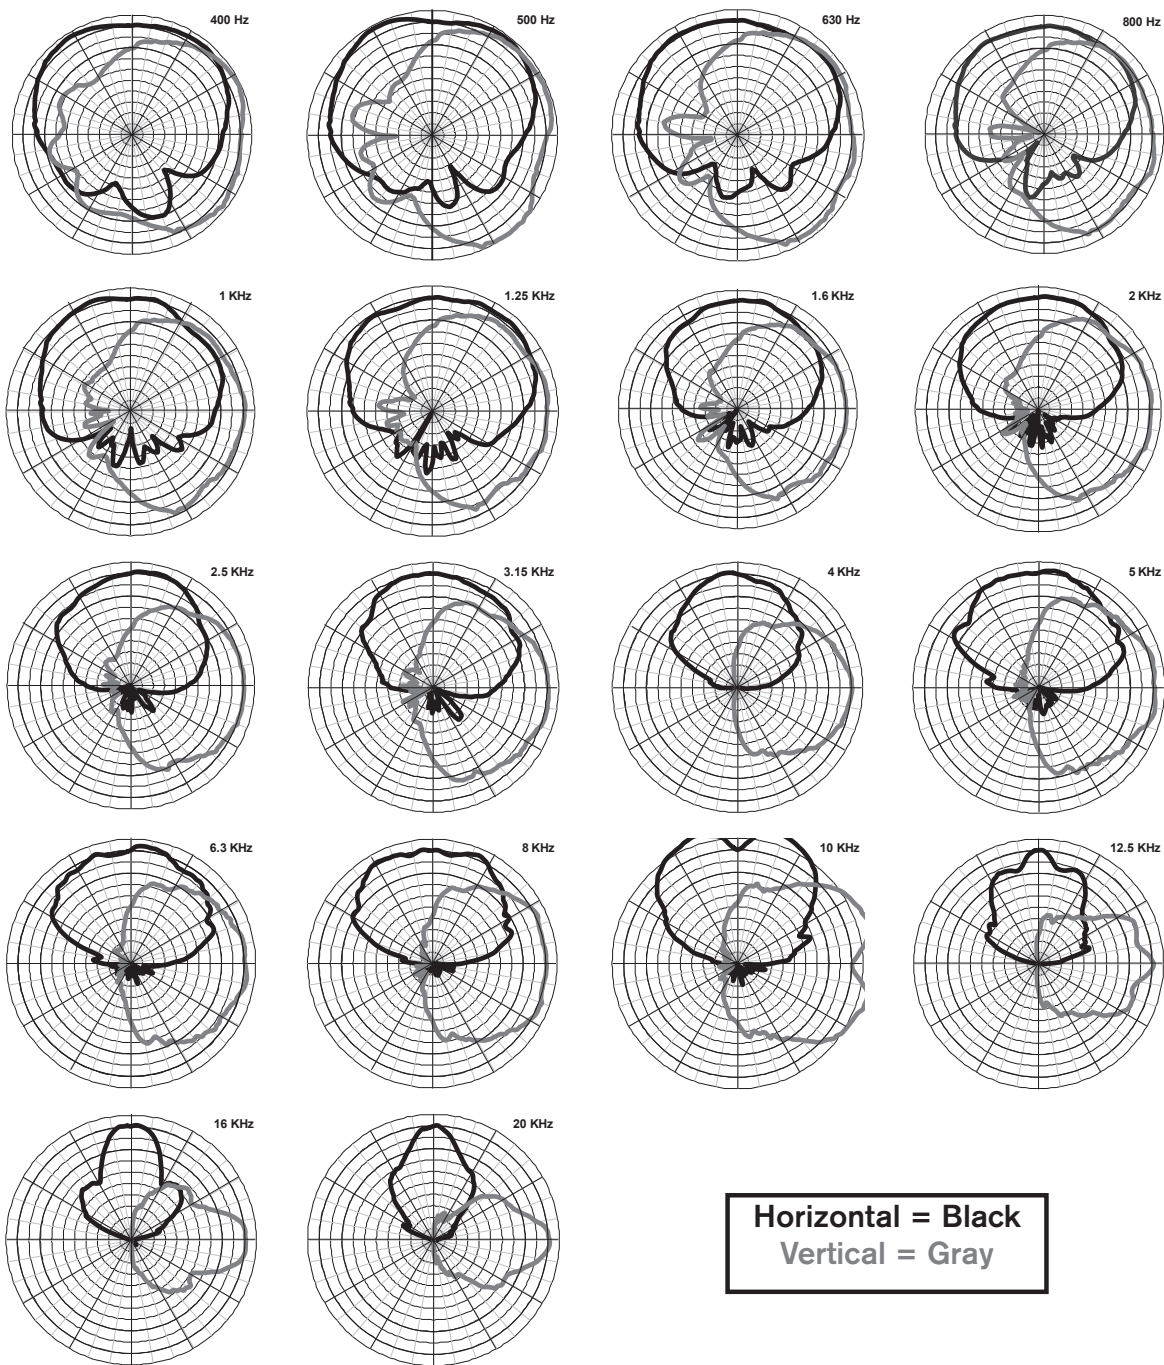 400 Hz
500 Hz
630 Hz
800 Hz
1 KHz
1.25 KHz
1.6 KHz
2 KHz
2.5 KHz
3.15 KHz
4 KHz
5 KHz
6.3 KHz
8 KHz
10 KHz
12.5 KHz
16 KHz
20 KHz
Horizontal = Black
Vertical = Gray